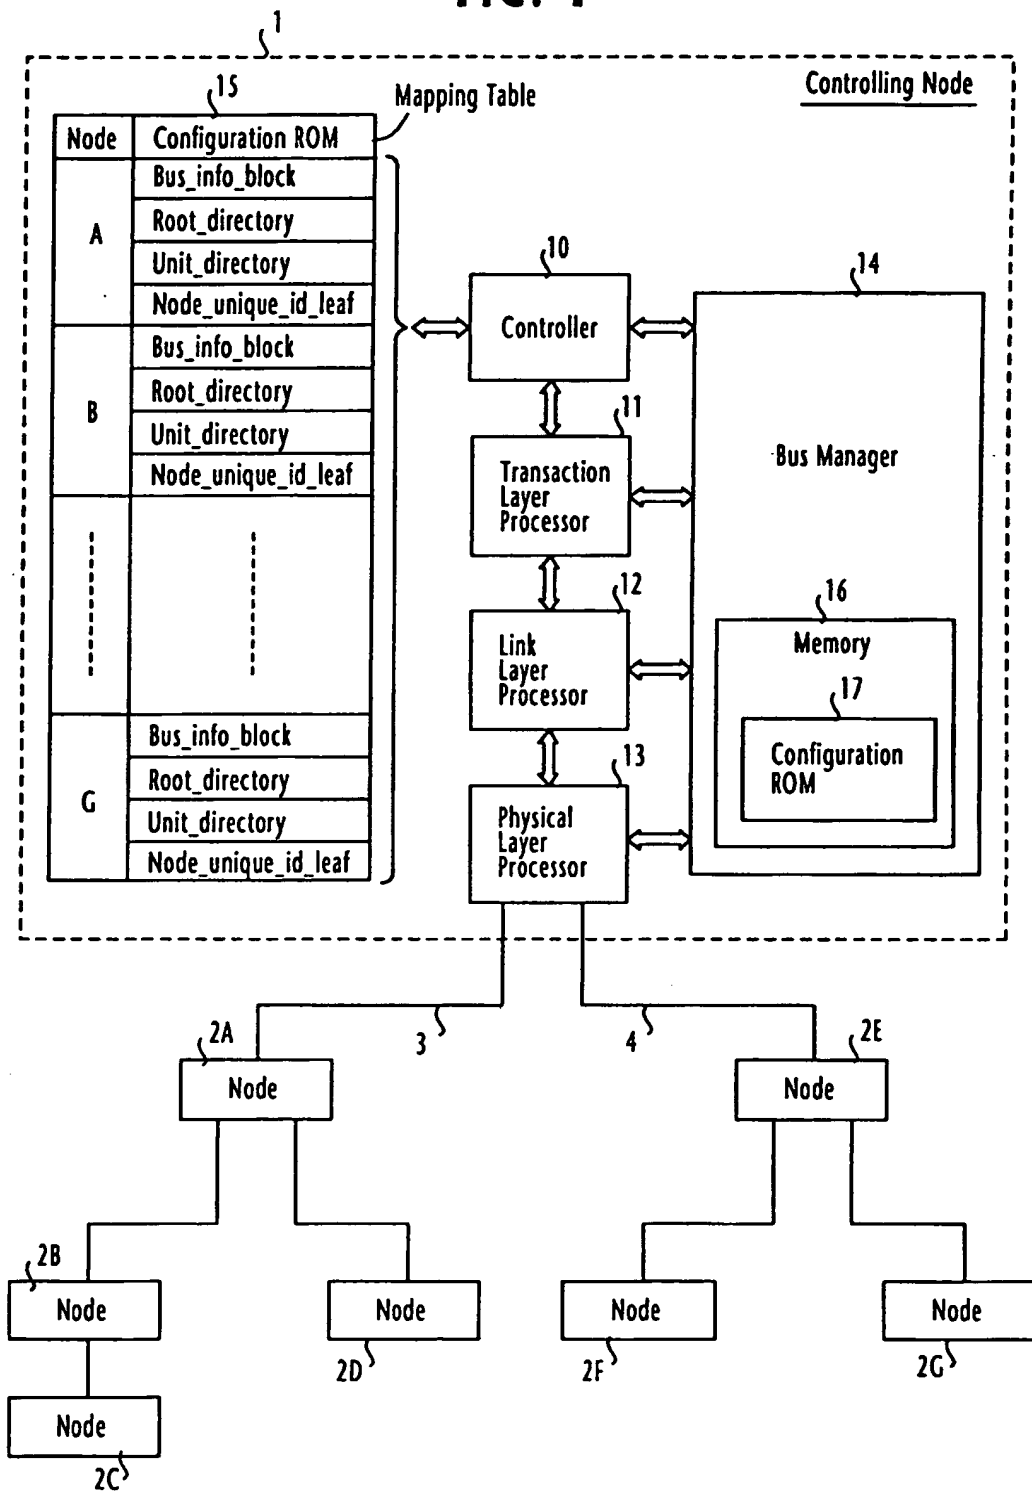 1
15
Mapping Table
Controlling Node
Node
Configuration ROM
A
Bus_info_block
Root_directory
Unit_directory
Node_unique_id_leaf
B
Bus_info_block
Root_directory
Unit_directory
Node_unique_id_leaf
G
Bus_info_block
Root_directory
Unit_directory
Node_unique_id_leaf
10
Controller
11
Transaction
Layer
Processor
12
Link
Layer
Processor
13
Physical
Layer
Processor
14
Bus Manager
16
Memory
17
Configuration
ROM
3
4
2A
Node
2E
Node
2B
Node
Node
2D
Node
2F
Node
2G
Node
2C